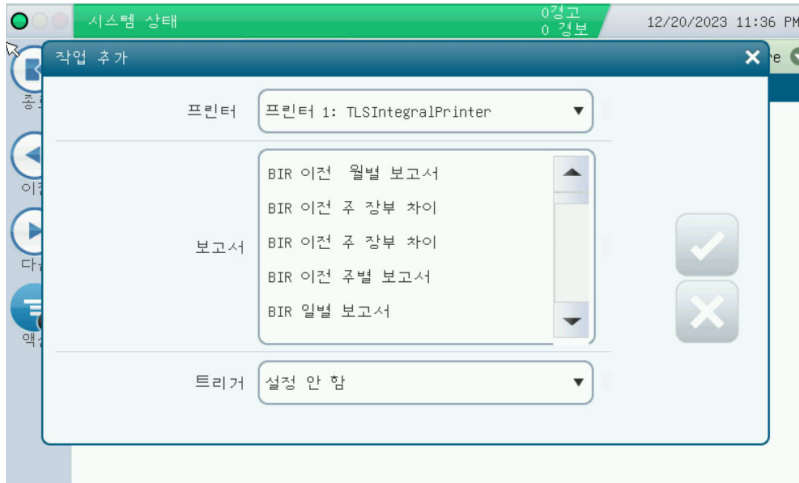 시스템 상태
0경고
0 경보
12/20/2023 11:36 PM
작업 추가
프린터
프린터 1: TLSIntegralPrinter
보고서
BIR 이전  월별 보고서
BIR 이전 주 장부 차이
BIR 이전 주 장부 차이
BIR 이전 주별 보고서
BIR 일별 보고서
트리거
설정 안 함